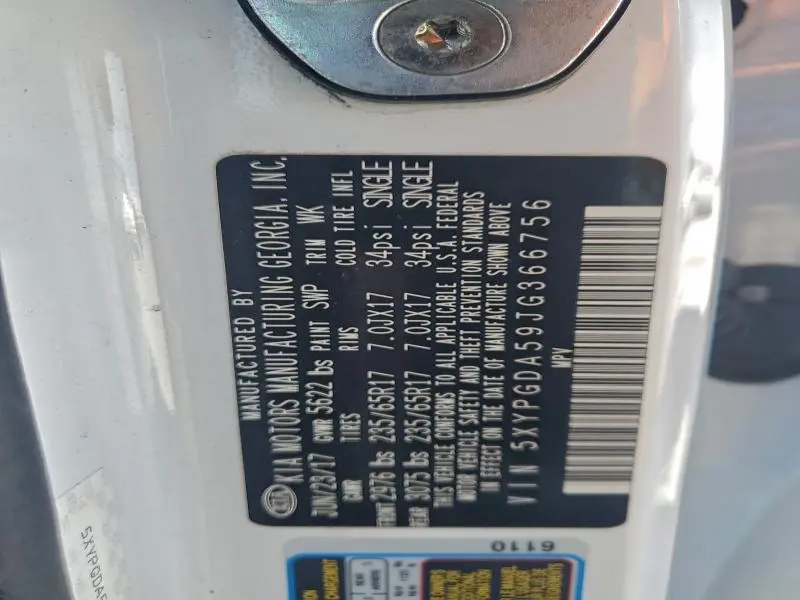 MANUFACTURED BY
KIA KIA MOTORS MANUFACTURING GEORGIA, INC.
JUN/23/17 GVWR 5622 lbs PAINT SWP TRIM WK
GAWR TIRES RIMS COLD TIRE INFL
FRONT 2976 lbs 235/65R17 7.0JX17 34psi SINGLE
REAR 3075 lbs 235/65R17 7.0JX17 34psi SINGLE
THIS VEHICLE CONFORMS TO ALL APPLICABLE U.S.A. FEDERAL
MOTOR VEHICLE SAFETY AND THEFT PREVENTION STANDARDS
IN EFFECT ON THE DATE OF MANUFACTURE SHOWN ABOVE
VIN 5XYPGDA59JG366756
MPV
6110
5XYPGDA5